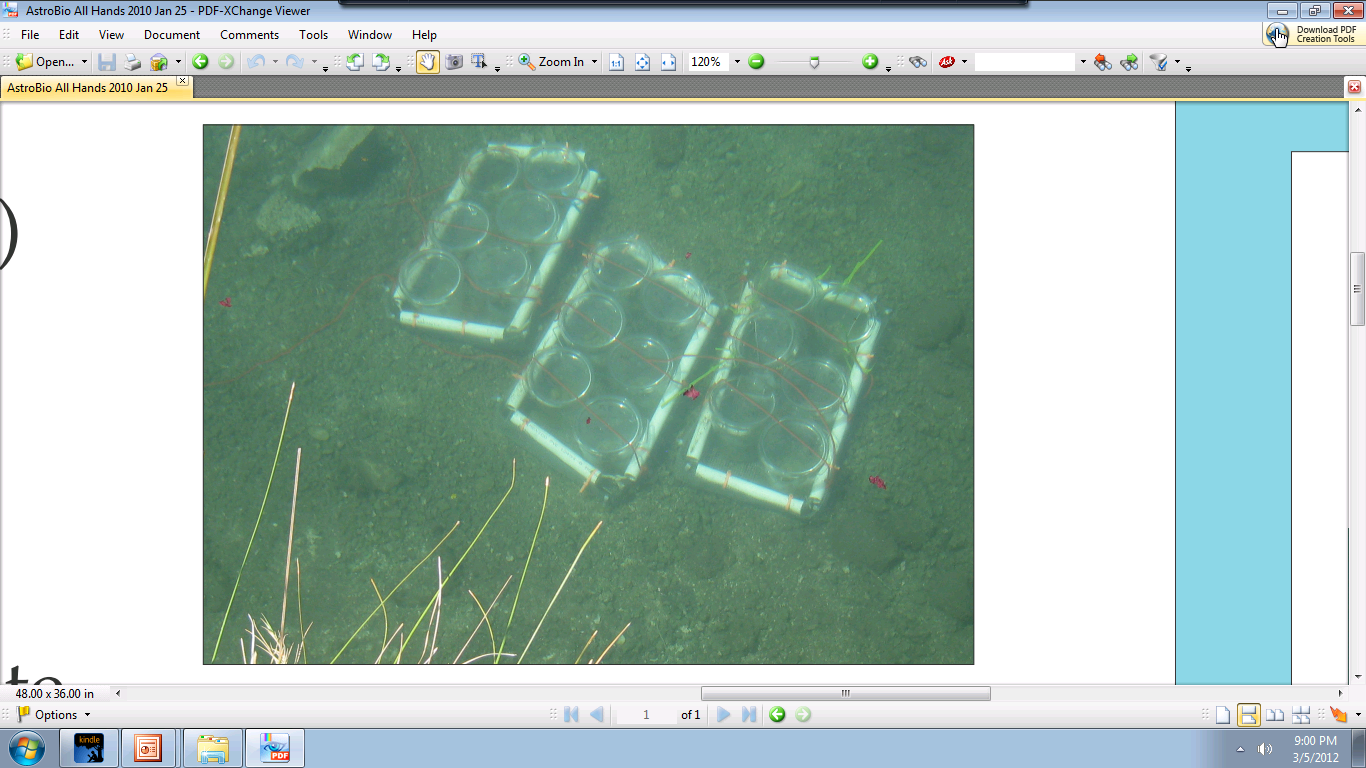 AstroBio All Hands 2010 Jan 25 - PDF-XChange Viewer
File Edit View Document Comments Tools Window Help
Download PDF
Creation Tools
Open... Zoom In 120%
AstroBio All Hands 2010 Jan 25
)
to
48.00 x 36.00 in
Options 1 of 1
kindle PDF
9:00 PM
3/5/2012